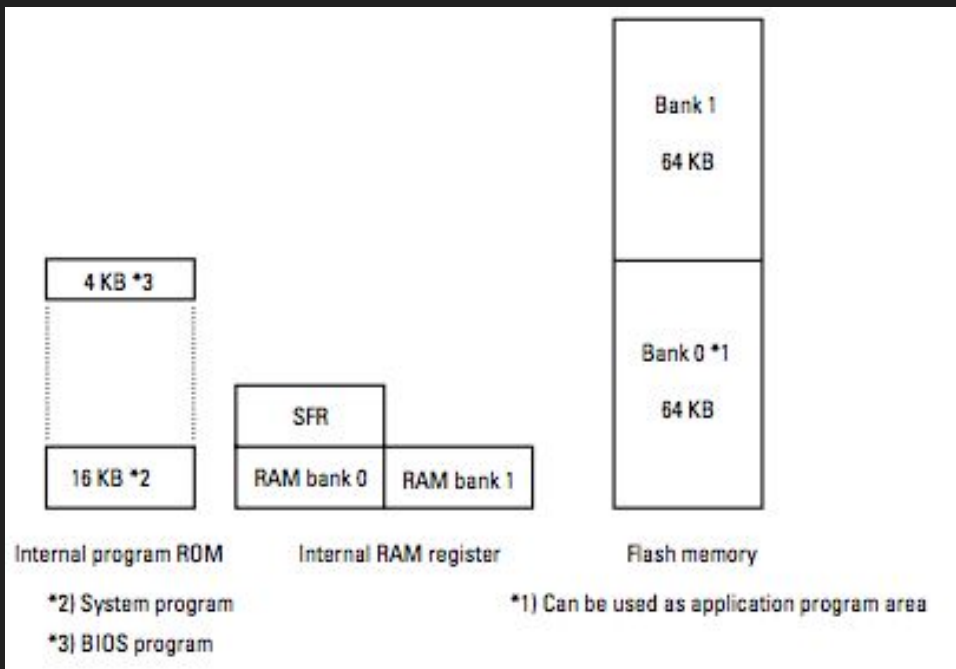 Bank 1
64 KB
4 KB *3
Bank 0 *1
64 KB
SFR
16 KB *2
RAM bank 0
RAM bank 1
Internal program ROM
Internal RAM register
Flash memory
*2) System program
*1) Can be used as application program area
*3) BIOS program